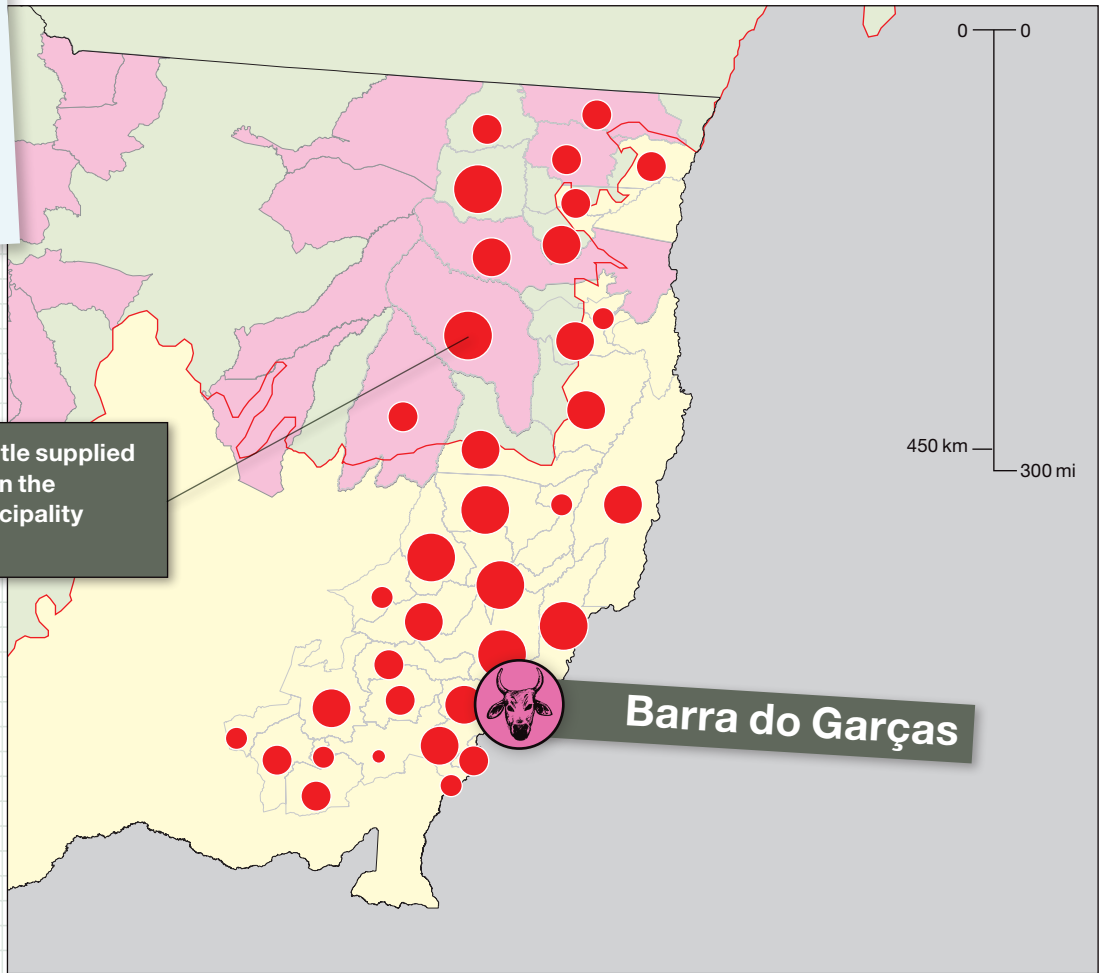 0 0
450 km
300 mi
tle supplied
n the
cipality
Barra do Garças